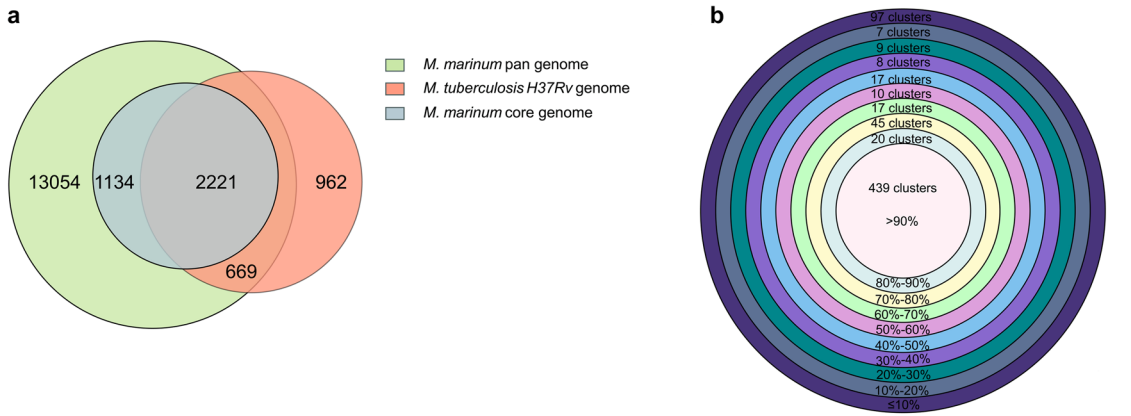 a
13054
1134
2221
962
669
M. marinum pan genome
M. tuberculosis H37Rv genome
M. marinum core genome
b
97 clusters
7 clusters
9 clusters
8 clusters
17 clusters
10 clusters
17 clusters
45 clusters
20 clusters
439 clusters
>90%
80%-90%
70%-80%
60%-70%
50%-60%
40%-50%
30%-40%
20%-30%
10%-20%
≤10%